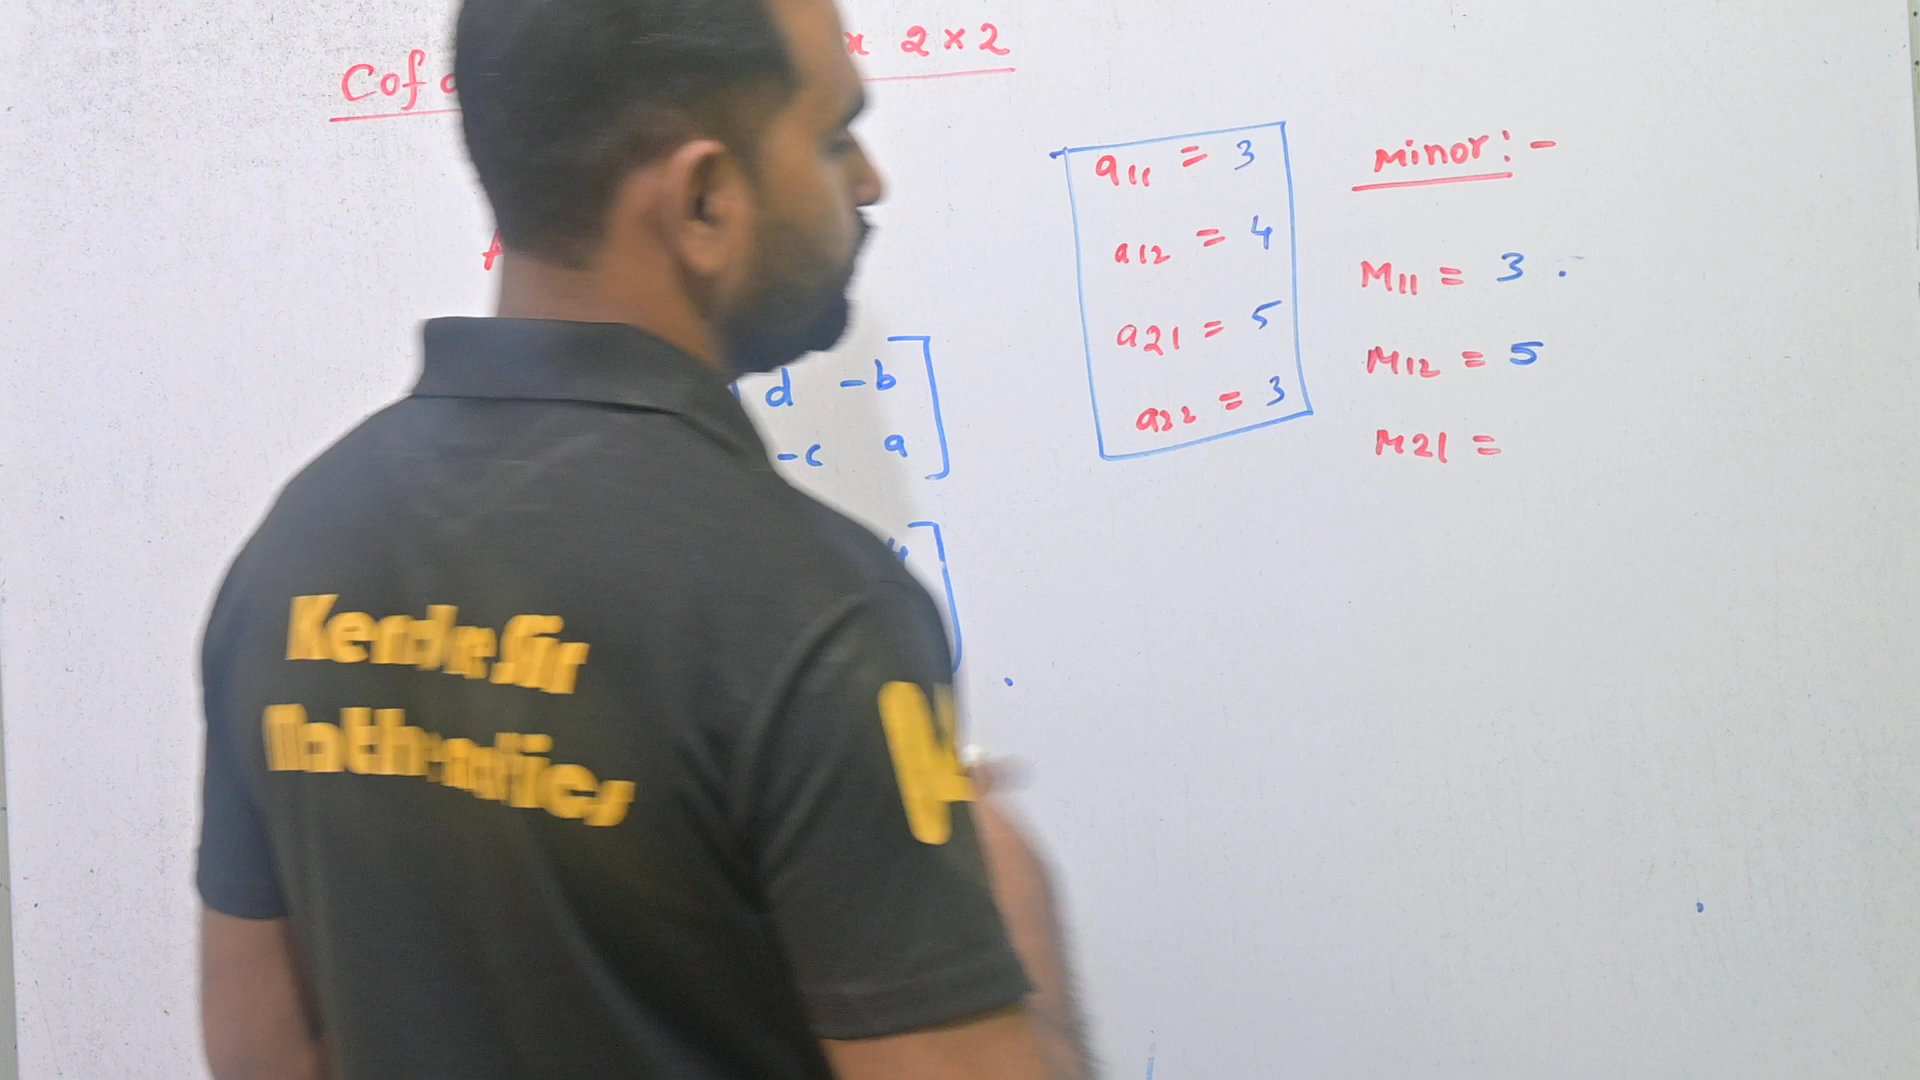 Cof
x 2×2
a11 = 3
a12 = 4
a21 = 5
a22 = 3
minor:-
M11 = 3 .
M12 = 5
M21 =
d -b
-c a
Kendre Sir
Mathematics